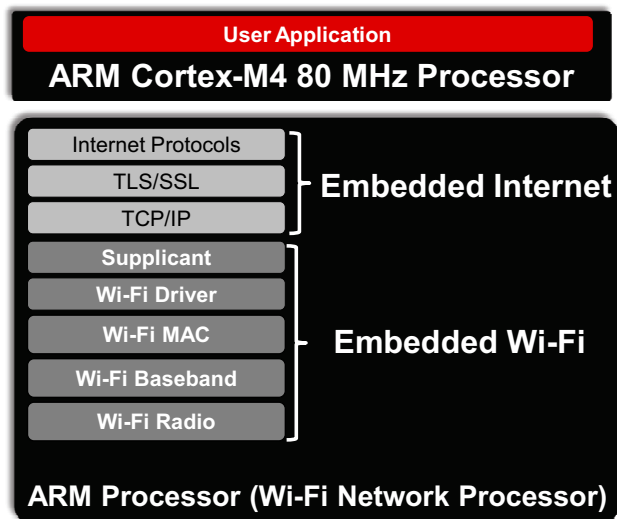 User Application
ARM Cortex-M4 80 MHz Processor
Internet Protocols
TLS/SSL
TCP/IP
Embedded Internet
Supplicant
Wi-Fi Driver
Wi-Fi MAC
Wi-Fi Baseband
Wi-Fi Radio
Embedded Wi-Fi
ARM Processor (Wi-Fi Network Processor)